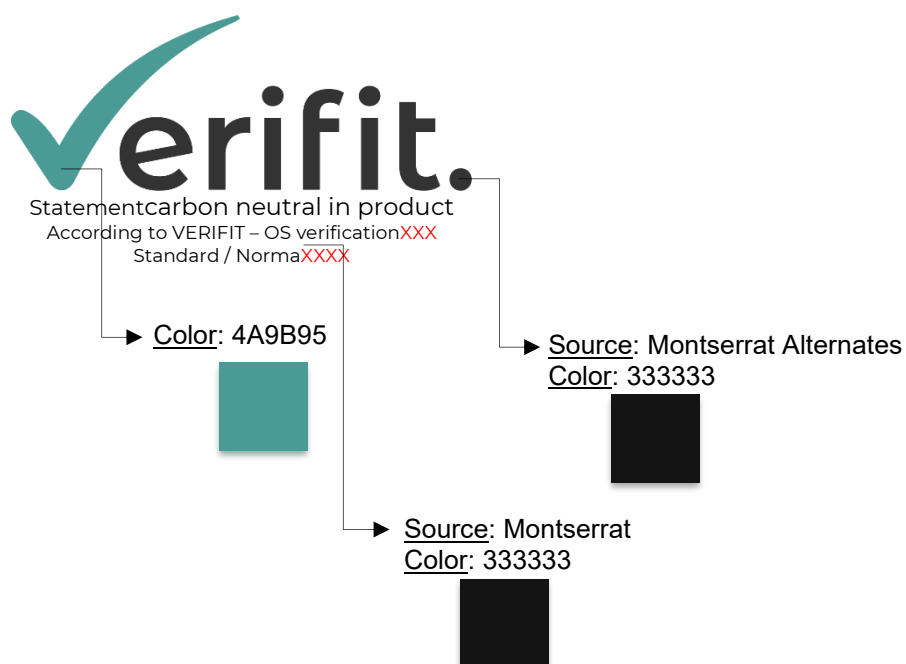 Verifit.
Statementcarbon neutral in product
According to VERIFIT – OS verificationXXX
Standard / NormaXXXX
Color: 4A9B95
Source: Montserrat Alternates
Color: 333333
Source: Montserrat
Color: 333333